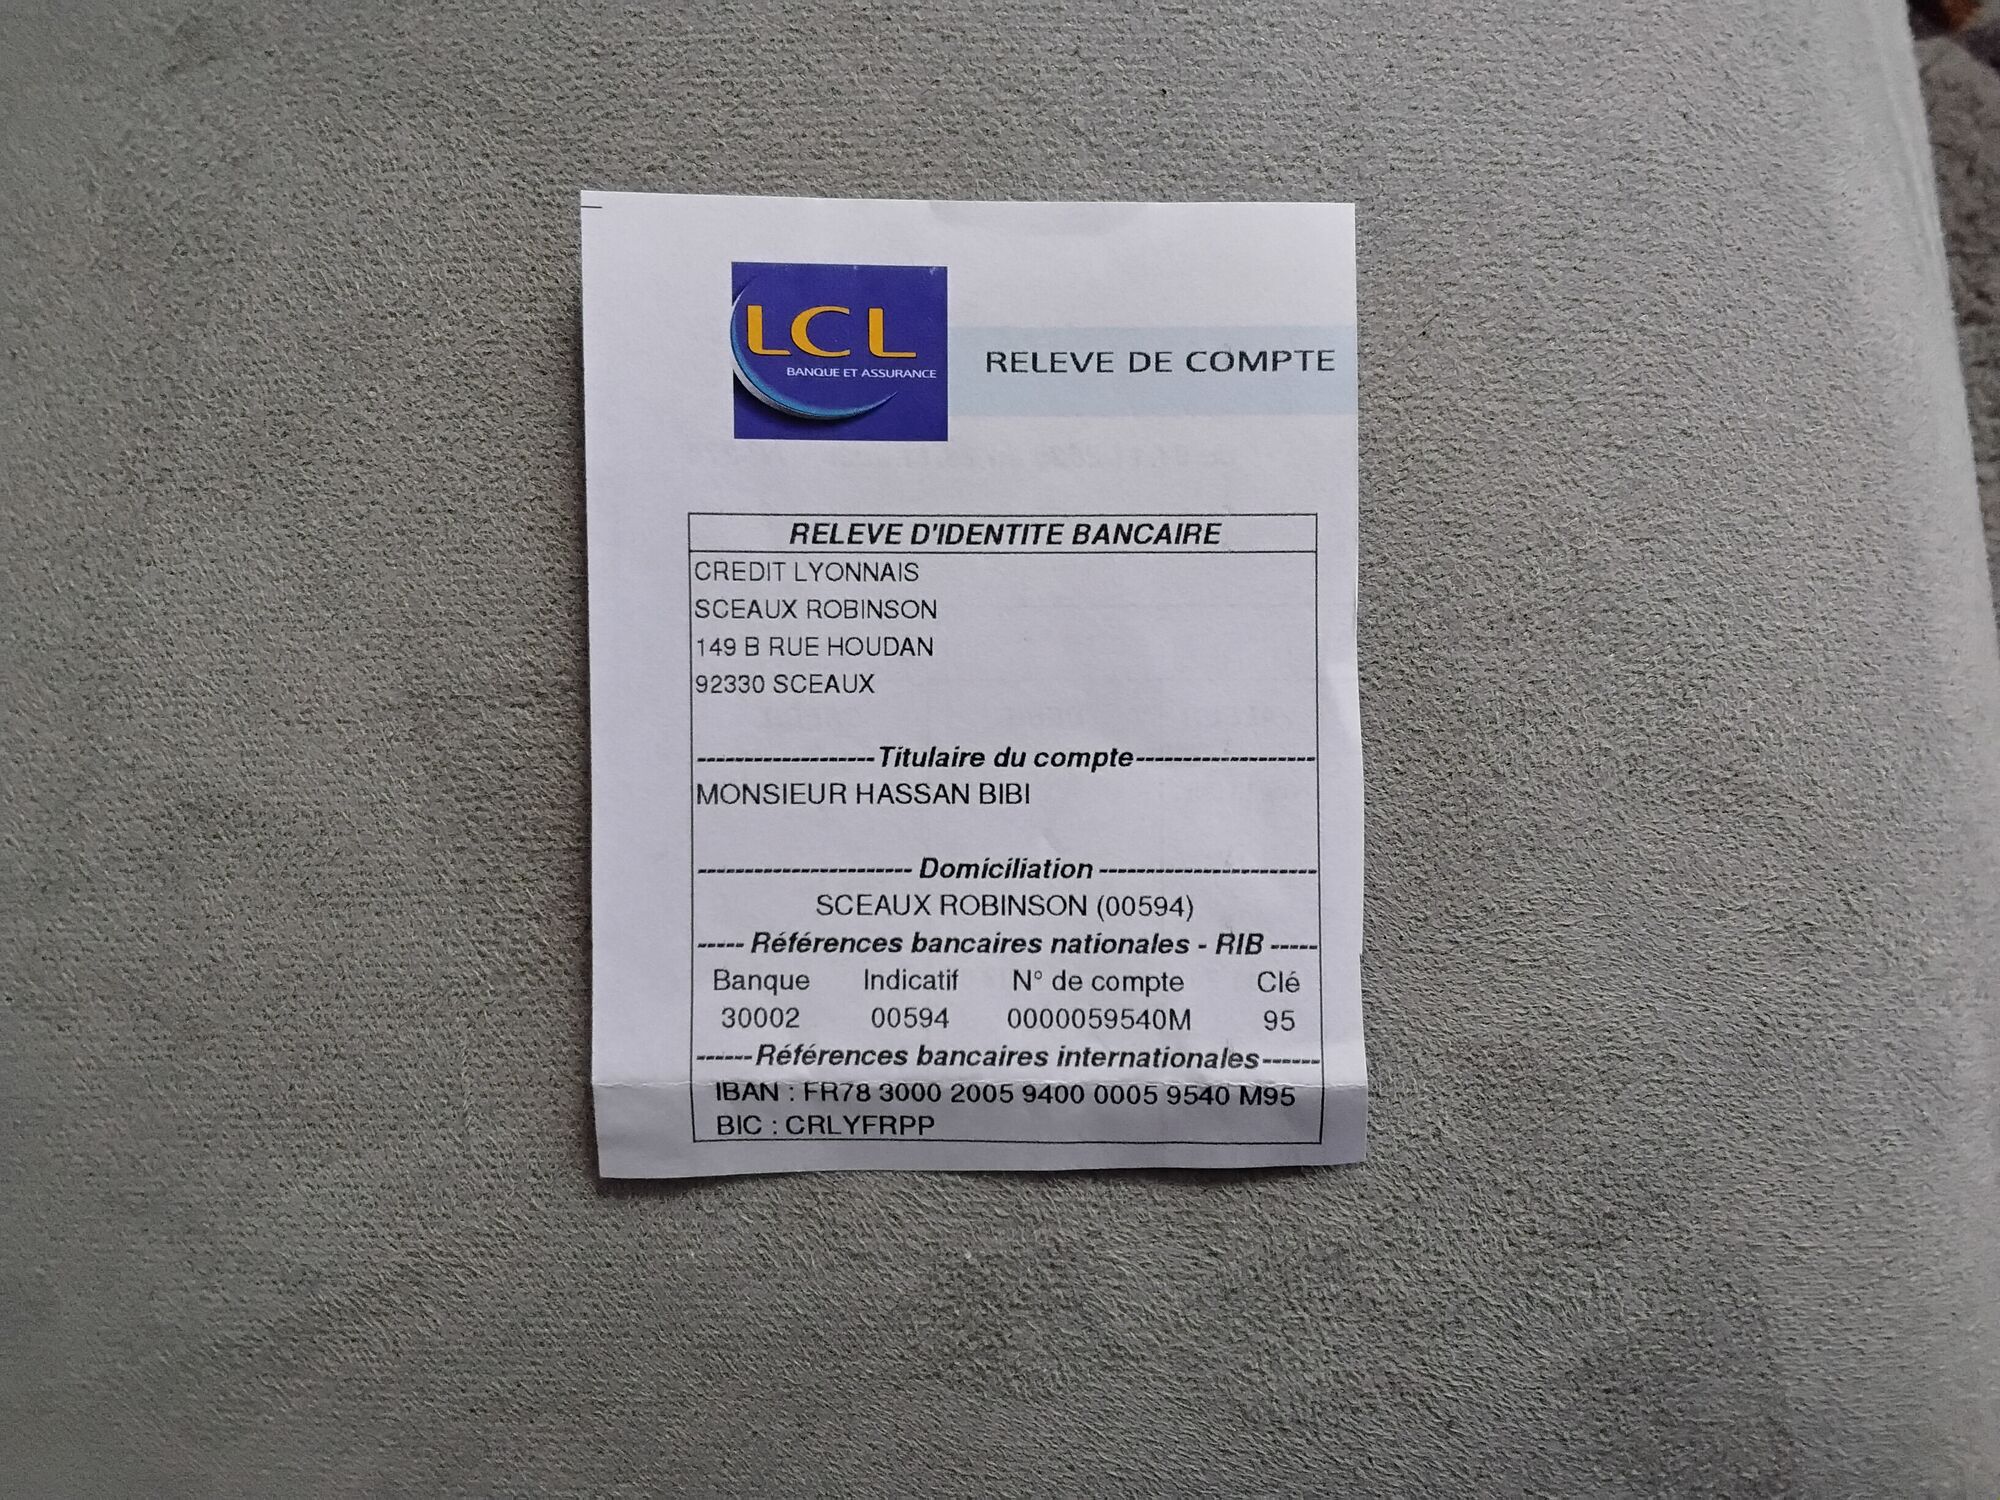 LCL
BANQUE ET ASSURANCE
RELEVE DE COMPTE
RELEVE D'IDENTITE BANCAIRE
CREDIT LYONNAIS
SCEAUX ROBINSON
149 B RUE HOUDAN
92330 SCEAUX
-------------------Titulaire du compte-------------------
MONSIEUR HASSAN BIBI
----------------------- Domiciliation -----------------------
SCEAUX ROBINSON (00594)
----- Références bancaires nationales - RIB -----
Banque Indicatif N° de compte Clé
30002 00594 0000059540M 95
------Références bancaires internationales------
IBAN : FR78 3000 2005 9400 0005 9540 M95
BIC : CRLYFRPP